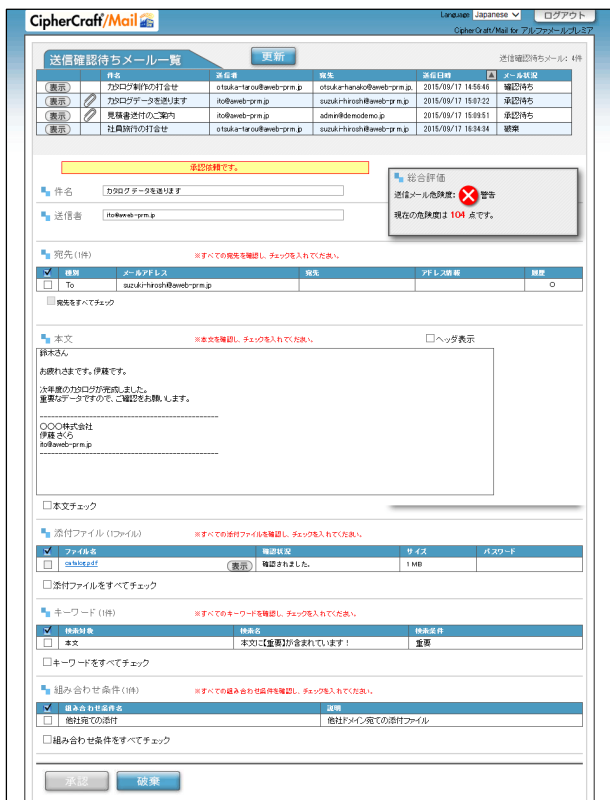 CipherCraft/Mail
Language Japanese ログアウト
CipherCraft/Mail for アルファメールプレミア
送信確認待ちメール一覧 更新 送信確認待ちメール: 4件
件名 送信者 宛先 送信日時 メール状況
表示 カタログ制作の打合せ otsuka-tarou@aweb-prm.jp otsuka-hanako@aweb-prm.jp, 2015/09/17 14:56:46 確認待ち
表示 カタログデータを送ります ito@aweb-prm.jp suzuki-hirosh@aweb-prm.jp 2015/09/17 15:07:22 承認待ち
表示 見積書送付のご案内 ito@aweb-prm.jp admin@demodemo.jp 2015/09/17 15:09:51 承認待ち
表示 社員旅行の打合せ otsuka-tarou@aweb-prm.jp suzuki-hirosh@aweb-prm.jp 2015/09/17 16:34:34 破棄
承認依頼です。
総合評価
送信メール危険度: 警告
現在の危険度は 104 点です。
件名 カタログデータを送ります
送信者 ito@aweb-prm.jp
宛先(1件) ※すべての宛先を確認し、チェックを入れてください。
種別 メールアドレス 宛先 アドレス情報 履歴
To suzuki-hirosh@aweb-prm.jp ○
宛先をすべてチェック
本文 ※本文を確認し、チェックを入れてください。 ヘッダ表示
鈴木さん
お疲れさまです。伊藤です。
次年度のカタログが完成しました。
重要なデータですので、ご確認をお願いします。
------------------------------------------------
○○○株式会社
伊藤さくら
ito@aweb-prm.jp
------------------------------------------------
本文チェック
添付ファイル(1ファイル) ※すべての添付ファイルを確認し、チェックを入れてください。
ファイル名 確認状況 サイズ パスワード
catalog.pdf 表示 確認されました。 1 MB
添付ファイルをすべてチェック
キーワード(1件) ※すべてのキーワードを確認し、チェックを入れてください。
検索対象 検索名 検索条件
本文 本文に【重要】が含まれています! 重要
キーワードをすべてチェック
組み合わせ条件(1件) ※すべての組み合わせ条件を確認し、チェックを入れてください。
組み合わせ条件名 説明
他社宛ての添付 他社ドメイン宛ての添付ファイル
組み合わせ条件をすべてチェック
承認 破棄